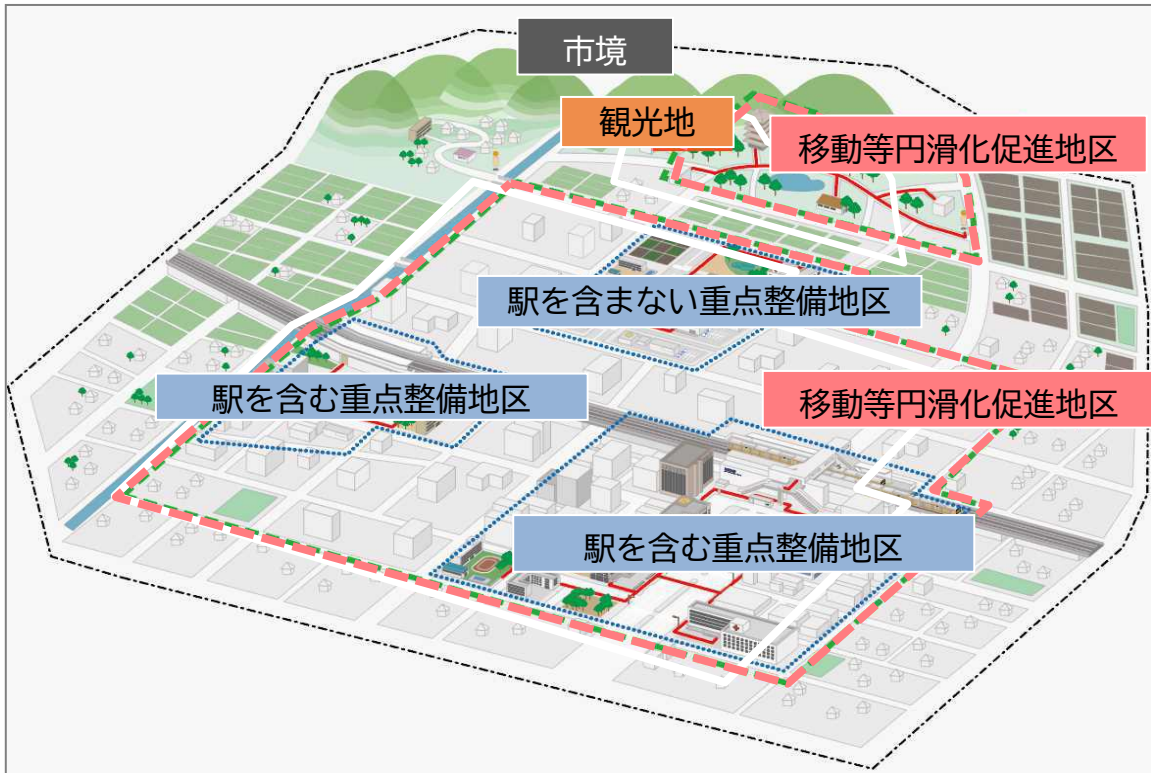 市境
観光地
移動等円滑化促進地区
駅を含まない重点整備地区
駅を含む重点整備地区
移動等円滑化促進地区
駅を含む重点整備地区